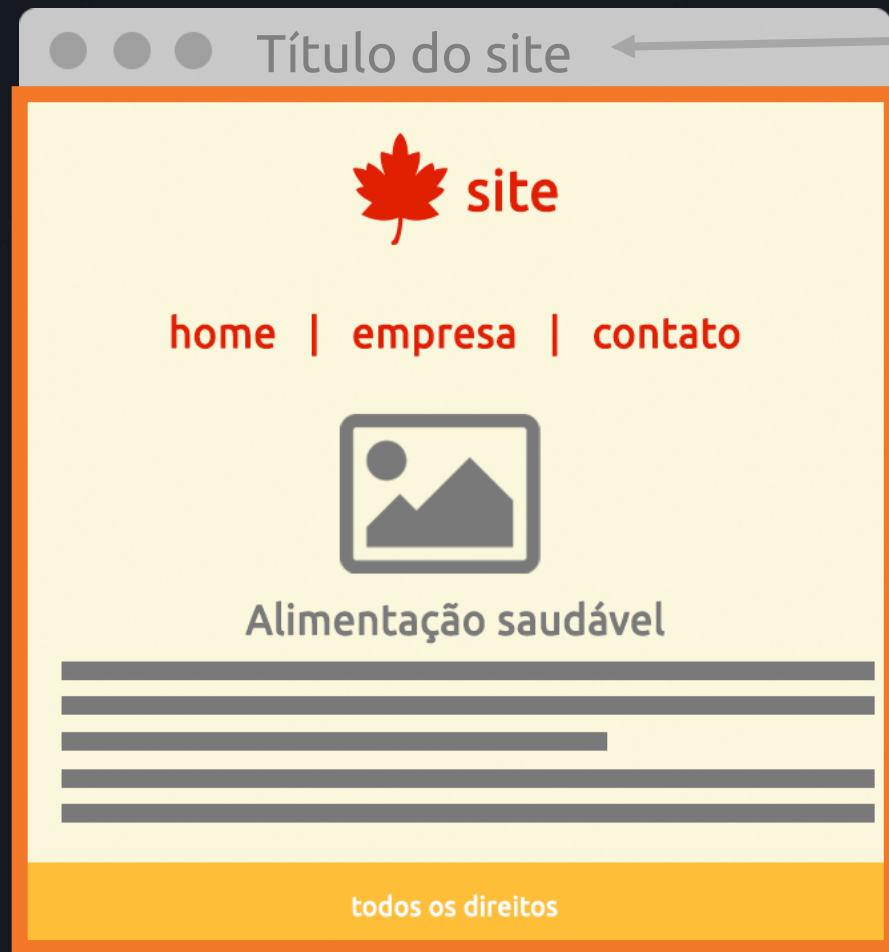 Título do site
site
home | empresa | contato
Alimentação saudável
todos os direitos